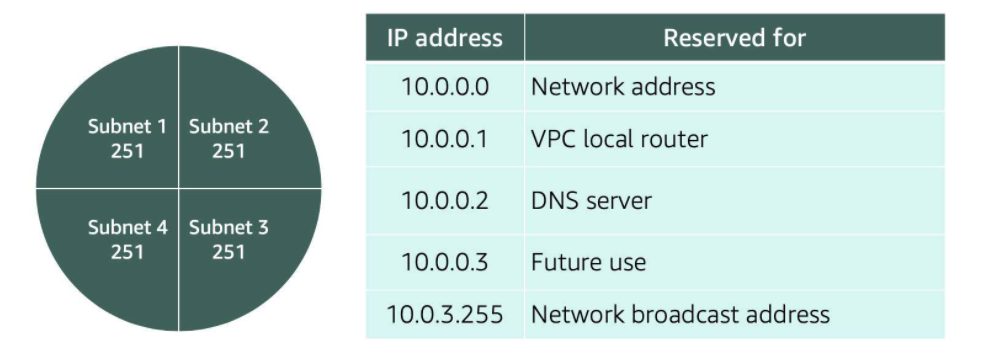 Subnet 1
251
Subnet 2
251
Subnet 4
251
Subnet 3
251
IP address Reserved for
10.0.0.0 Network address
10.0.0.1 VPC local router
10.0.0.2 DNS server
10.0.0.3 Future use
10.0.3.255 Network broadcast address